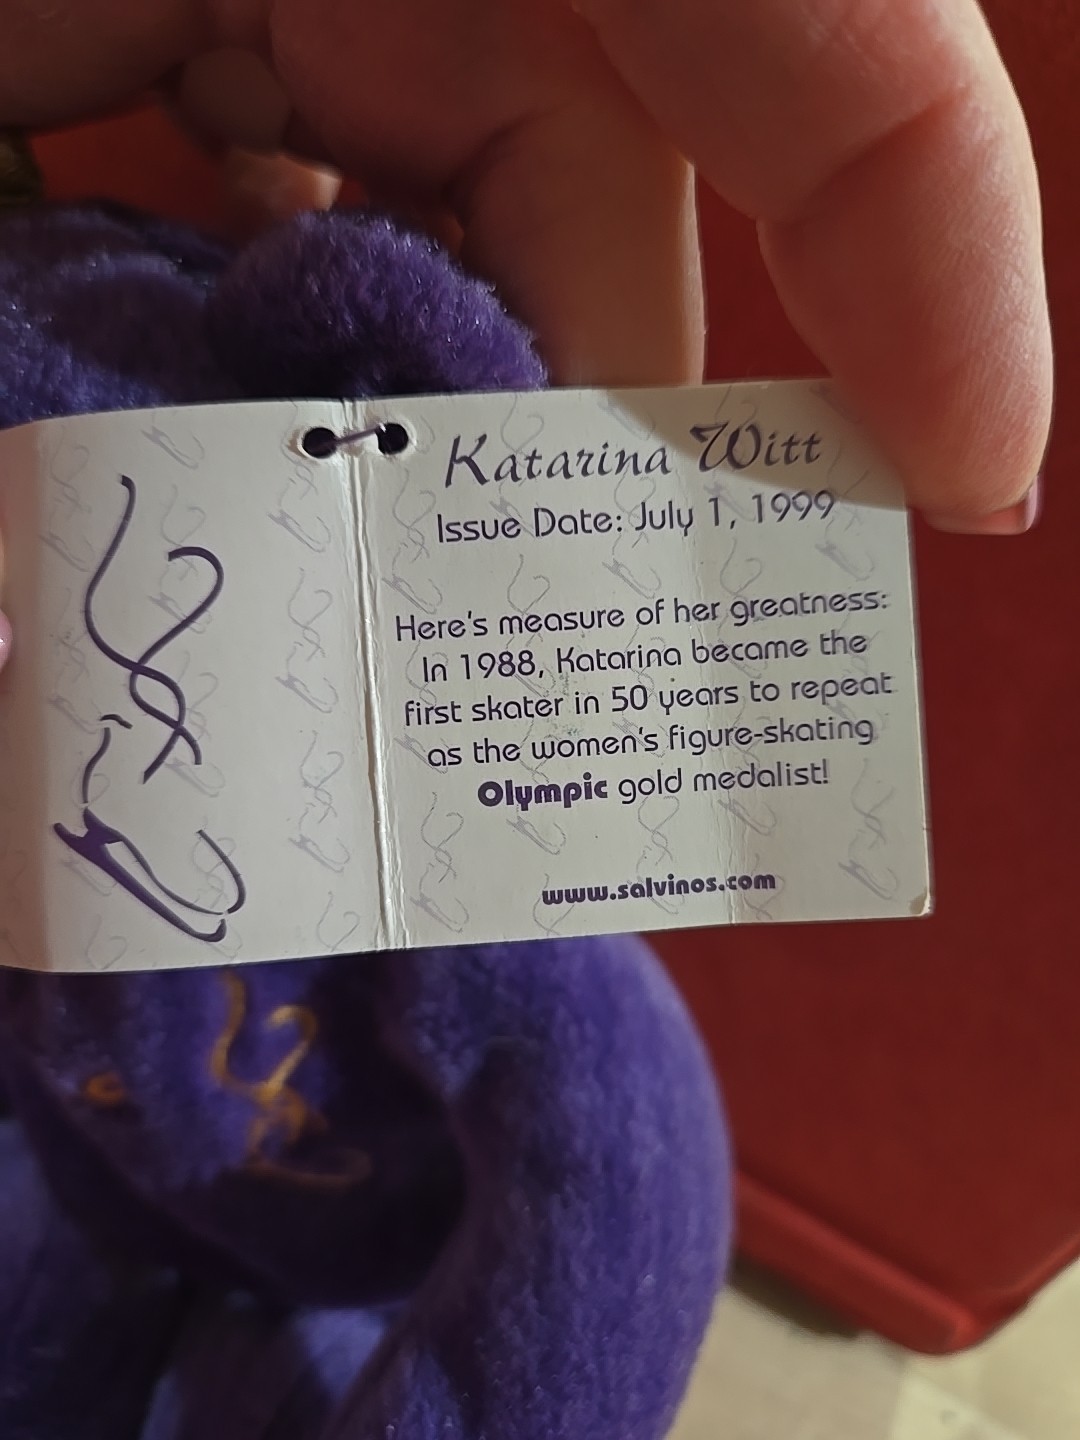 Katarina Witt
Issue Date: July 1, 1999
Here's measure of her greatness:
In 1988, Katarina became the
first skater in 50 years to repeat
as the women's figure-skating
Olympic gold medalist!
www.salvinos.com